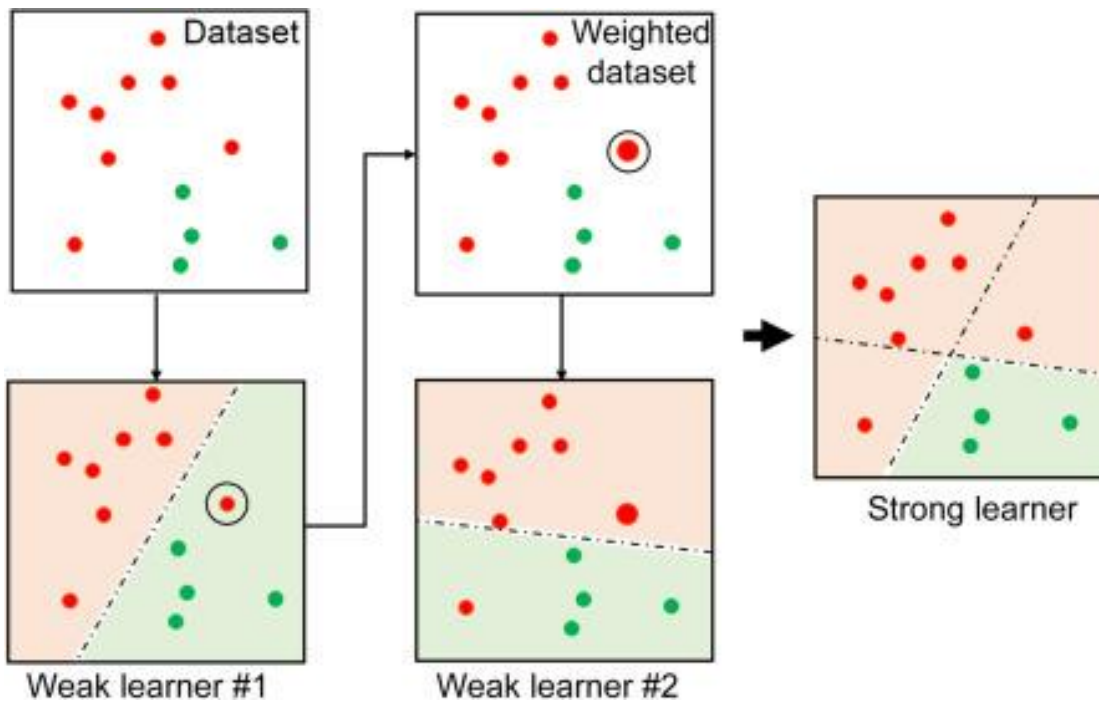 Dataset
Weighted
dataset
Weak learner #1
Weak learner #2
Strong learner